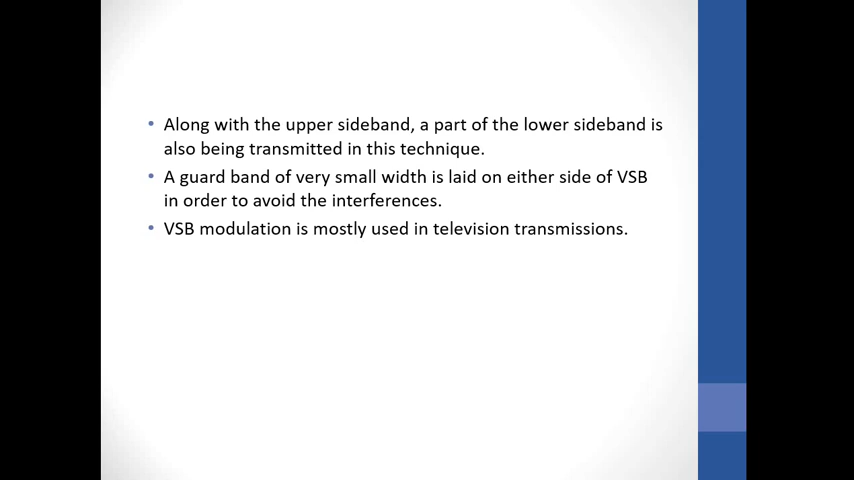 • Along with the upper sideband, a part of the lower sideband is
also being transmitted in this technique.
• A guard band of very small width is laid on either side of VSB
in order to avoid the interferences.
• VSB modulation is mostly used in television transmissions.